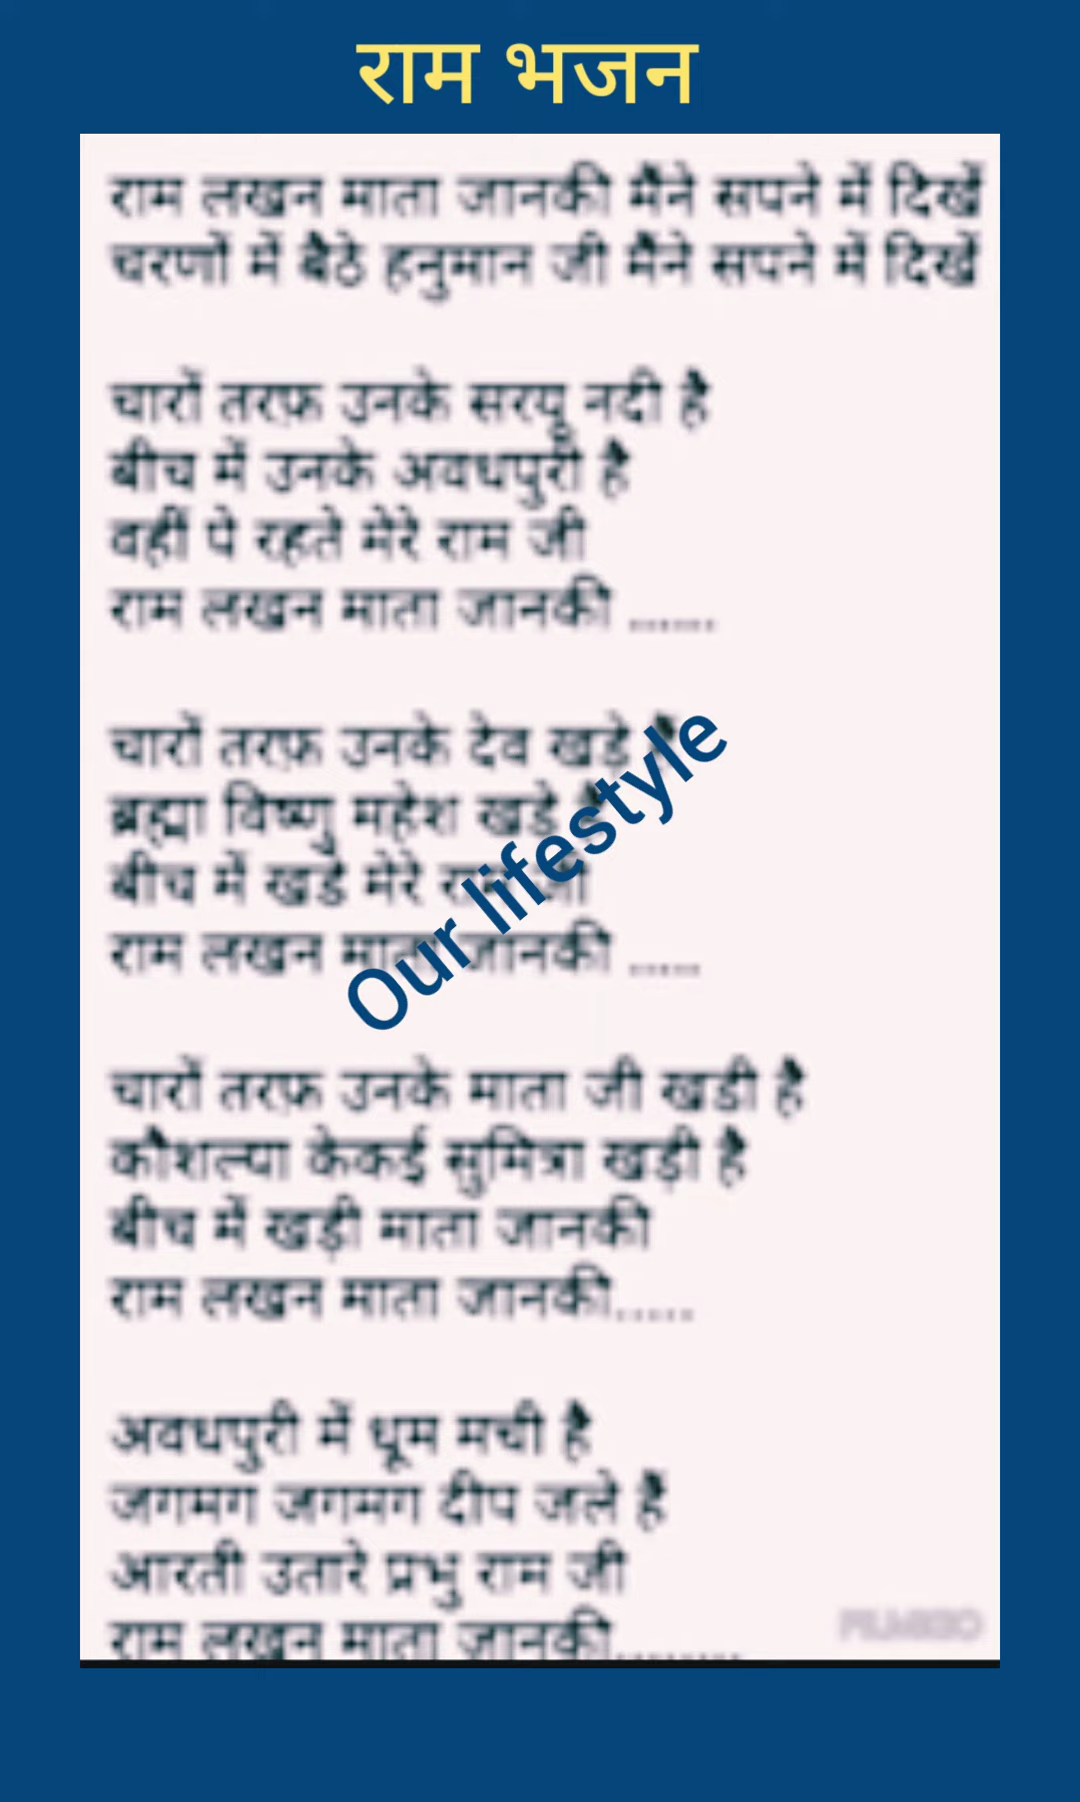 राम भजन
राम लखन माता जानकी मैंने सपने में दिखें
चरणों में बैठे हनुमान जी मैंने सपने में दिखें
चारों तरफ़ उनके सरयू नदी है
बीच में उनके अवधपुरी है
वहीं पे रहते मेरे राम जी
राम लखन माता जानकी ......
चारों तरफ़ उनके देव खड़े
ब्रह्मा विष्णु महेश खडे
बीच में खडे मेरे राम जी
राम लखन माता जानकी .....
Our lifestyle
चारों तरफ़ उनके माता जी खडी है
कौशल्या केकई सुमित्रा खड़ी है
बीच में खड़ी माता जानकी
राम लखन माता जानकी.....
अवधपुरी में धूम मची है
जगमग जगमग दीप जले हैं
आरती उतारे प्रभु राम जी
राम लखन माता जानकी........